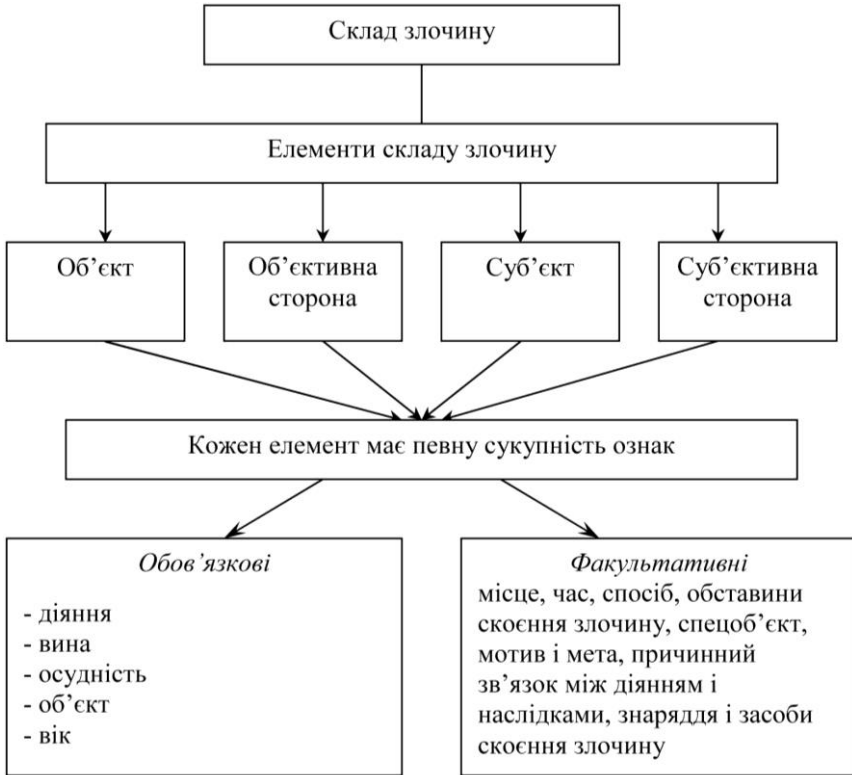 Склад злочину
Елементи складу злочину
Об’єкт
Об’єктивна
сторона
Суб’єкт
Суб’єктивна
сторона
Кожен елемент має певну сукупність ознак
Обов’язкові
- діяння
- вина
- осудність
- об’єкт
- вік
Факультативні
місце, час, спосіб, обставини
скоєння злочину, спецоб’єкт,
мотив і мета, причинний
зв’язок між діянням і
наслідками, знаряддя і засоби
скоєння злочину